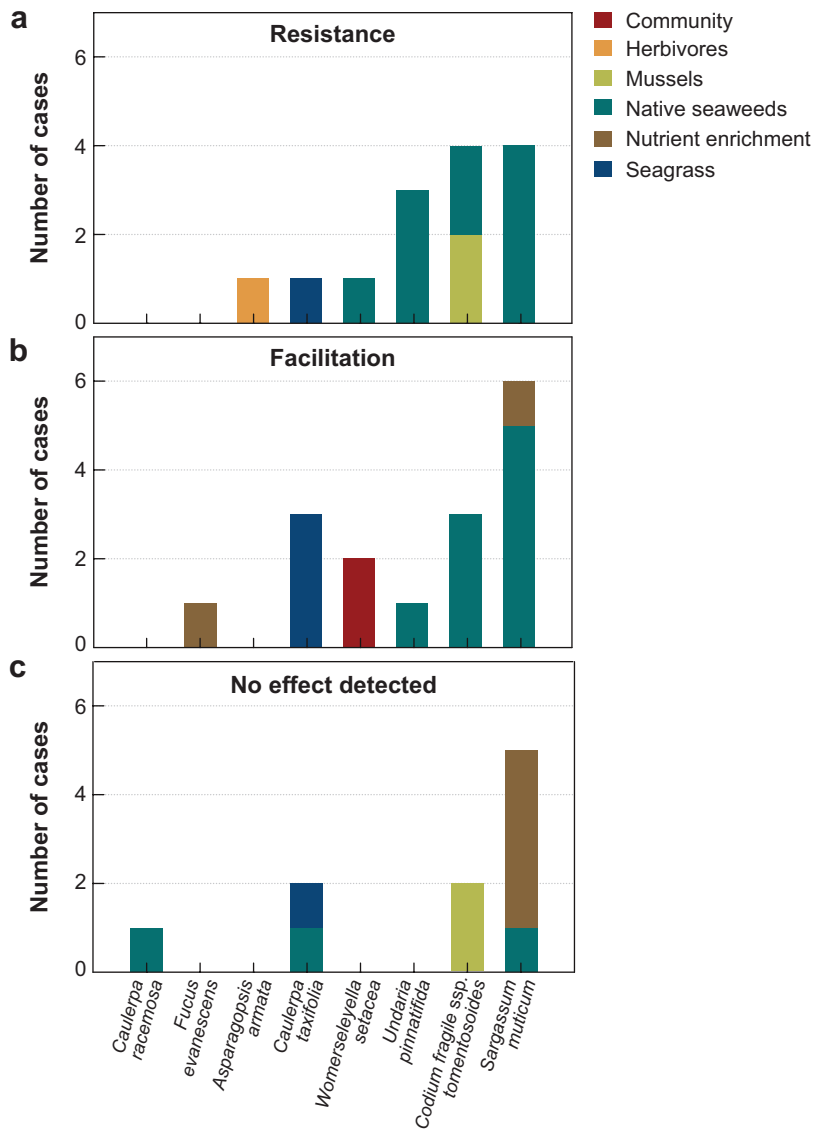 a
Resistance
Number of cases
6
4
2
0
Community
Herbivores
Mussels
Native seaweeds
Nutrient enrichment
Seagrass
b
Facilitation
Number of cases
6
4
2
0
c
No effect detected
Number of cases
6
4
2
0
Caulerpa
racemosa
Fucus
evanescens
Asparagopsis
armata
Caulerpa
taxifolia
Womerseleyella
setacea
Undaria
pinnatifida
Codium fragile ssp.
tomentosoides
Sargassum
muticum